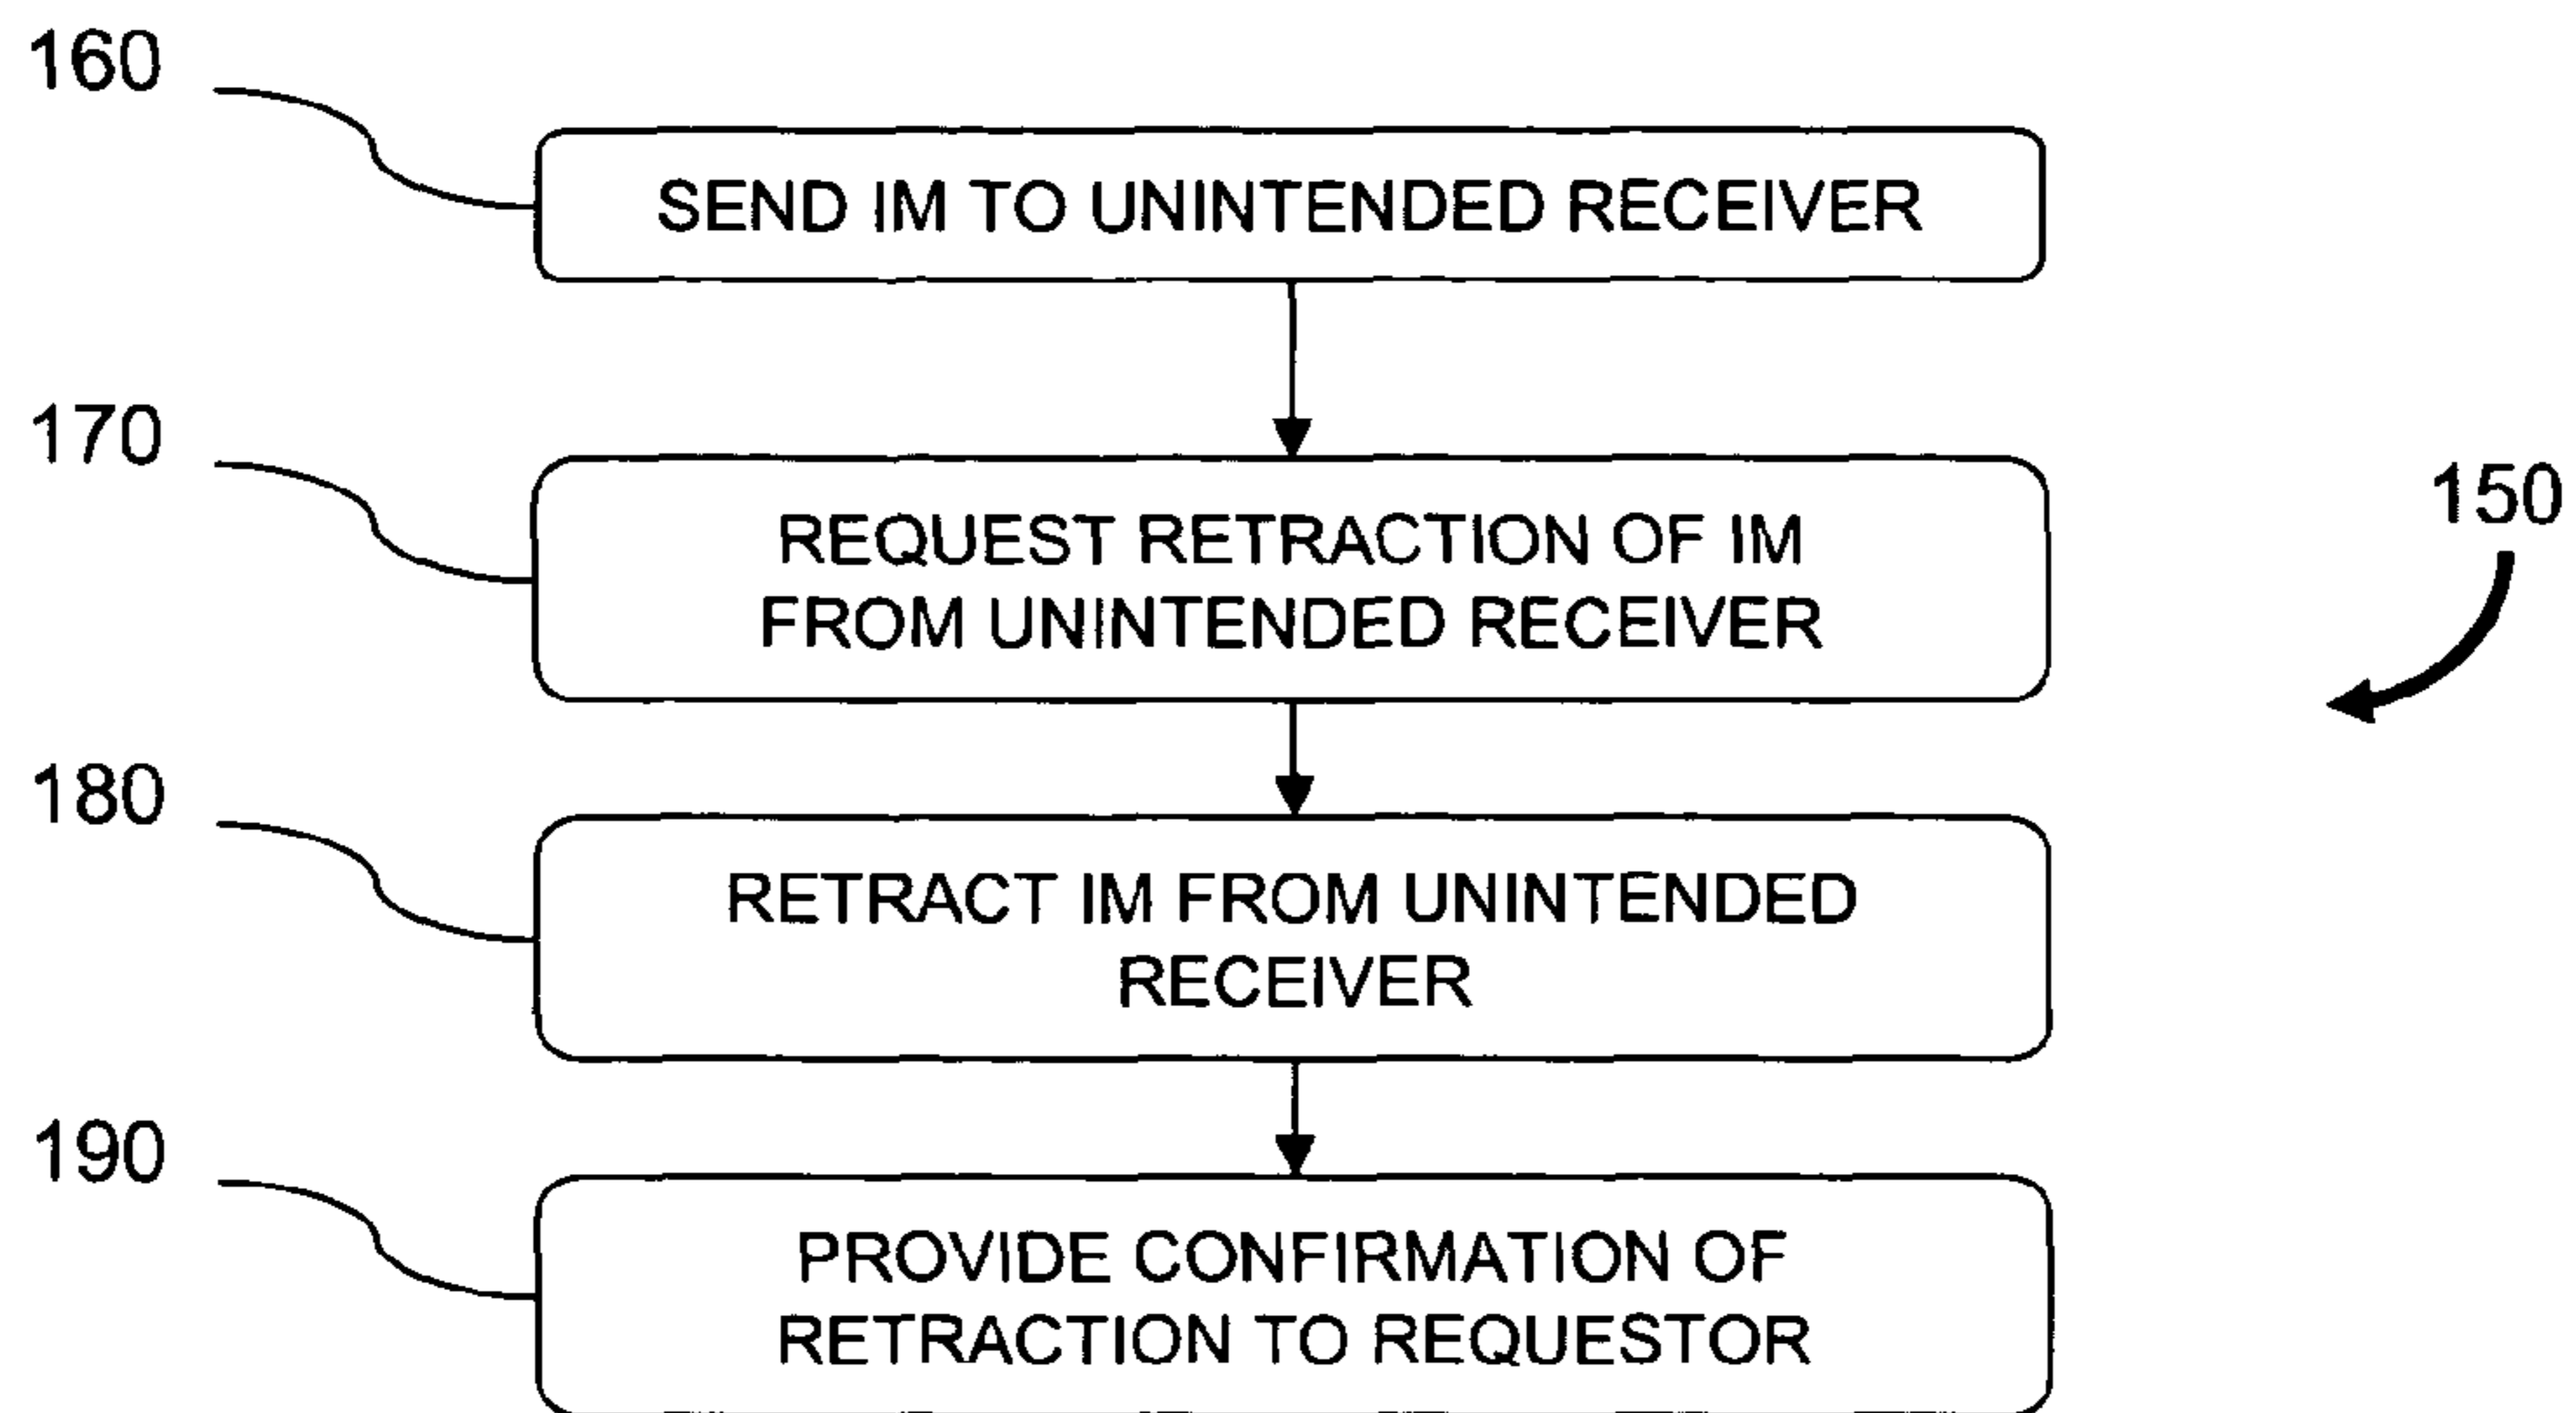 160
SEND IM TO UNINTENDED RECEIVER
170
REQUEST RETRACTION OF IM
FROM UNINTENDED RECEIVER
150
180
RETRACT IM FROM UNINTENDED
RECEIVER
190
PROVIDE CONFIRMATION OF
RETRACTION TO REQUESTOR